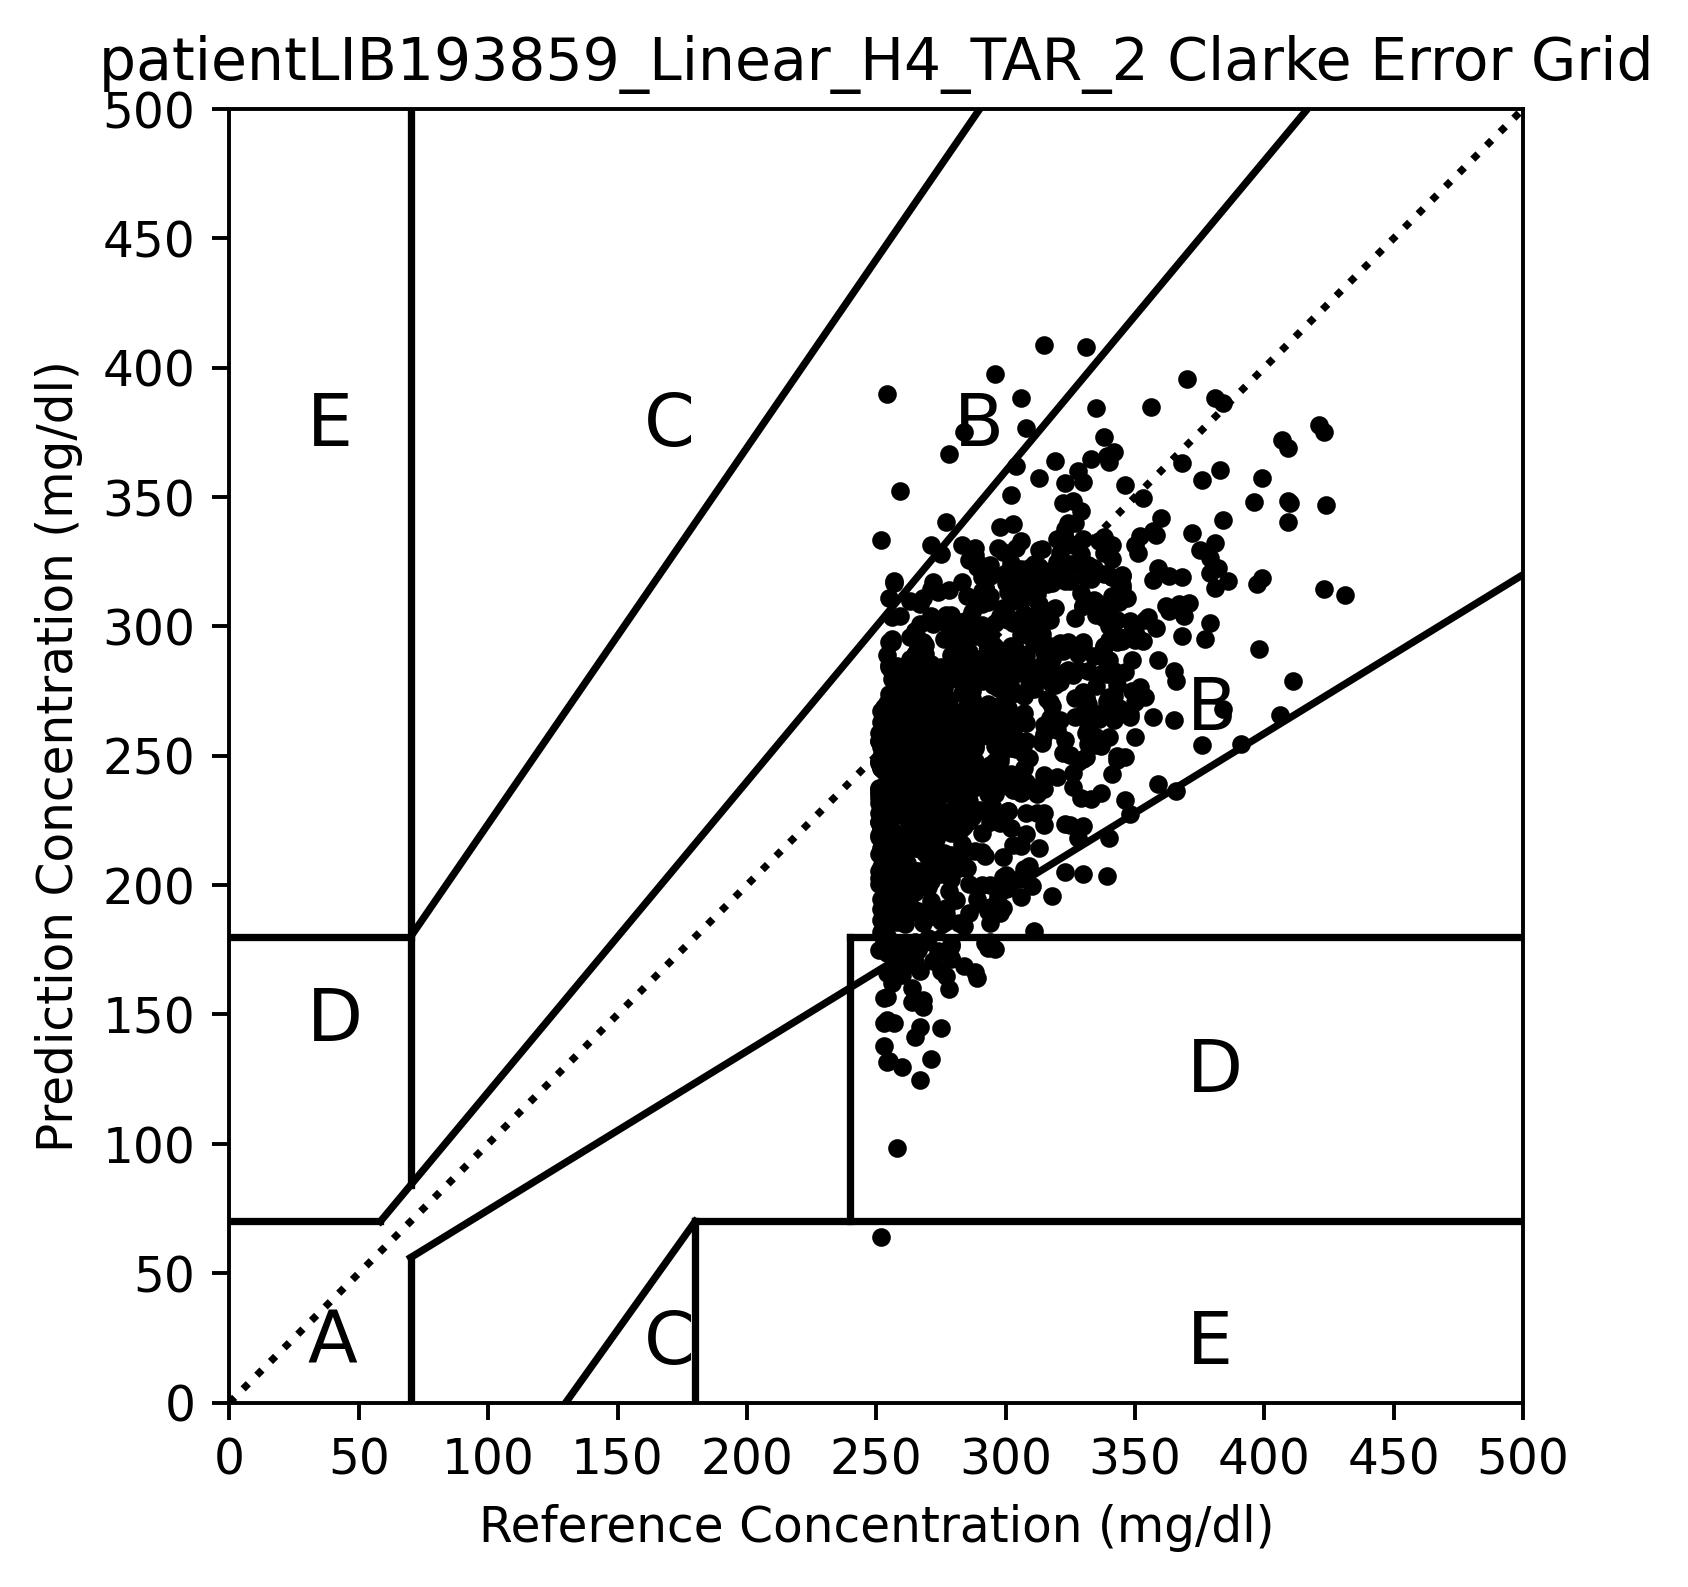 patientLIB193859_Linear_H4_TAR_2 Clarke Error Grid
500
450
400
350
300
250
200
150
100
50
0
Prediction Concentration (mg/dl)
E
C
B
B
D
D
A
C
E
0 50 100 150 200 250 300 350 400 450 500
Reference Concentration (mg/dl)